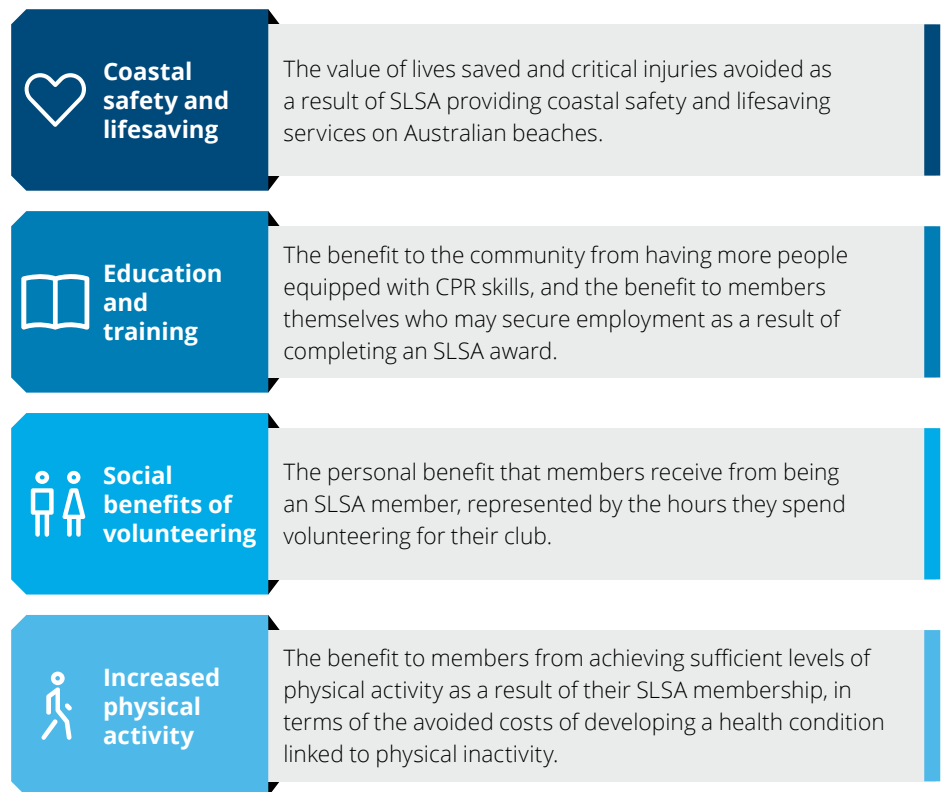 Coastal
safety and
lifesaving
The value of lives saved and critical injuries avoided as
a result of SLSA providing coastal safety and lifesaving
services on Australian beaches.
Education
and
training
The benefit to the community from having more people
equipped with CPR skills, and the benefit to members
themselves who may secure employment as a result of
completing an SLSA award.
Social
benefits of
volunteering
The personal benefit that members receive from being
an SLSA member, represented by the hours they spend
volunteering for their club.
Increased
physical
activity
The benefit to members from achieving sufficient levels of
physical activity as a result of their SLSA membership, in
terms of the avoided costs of developing a health condition
linked to physical inactivity.